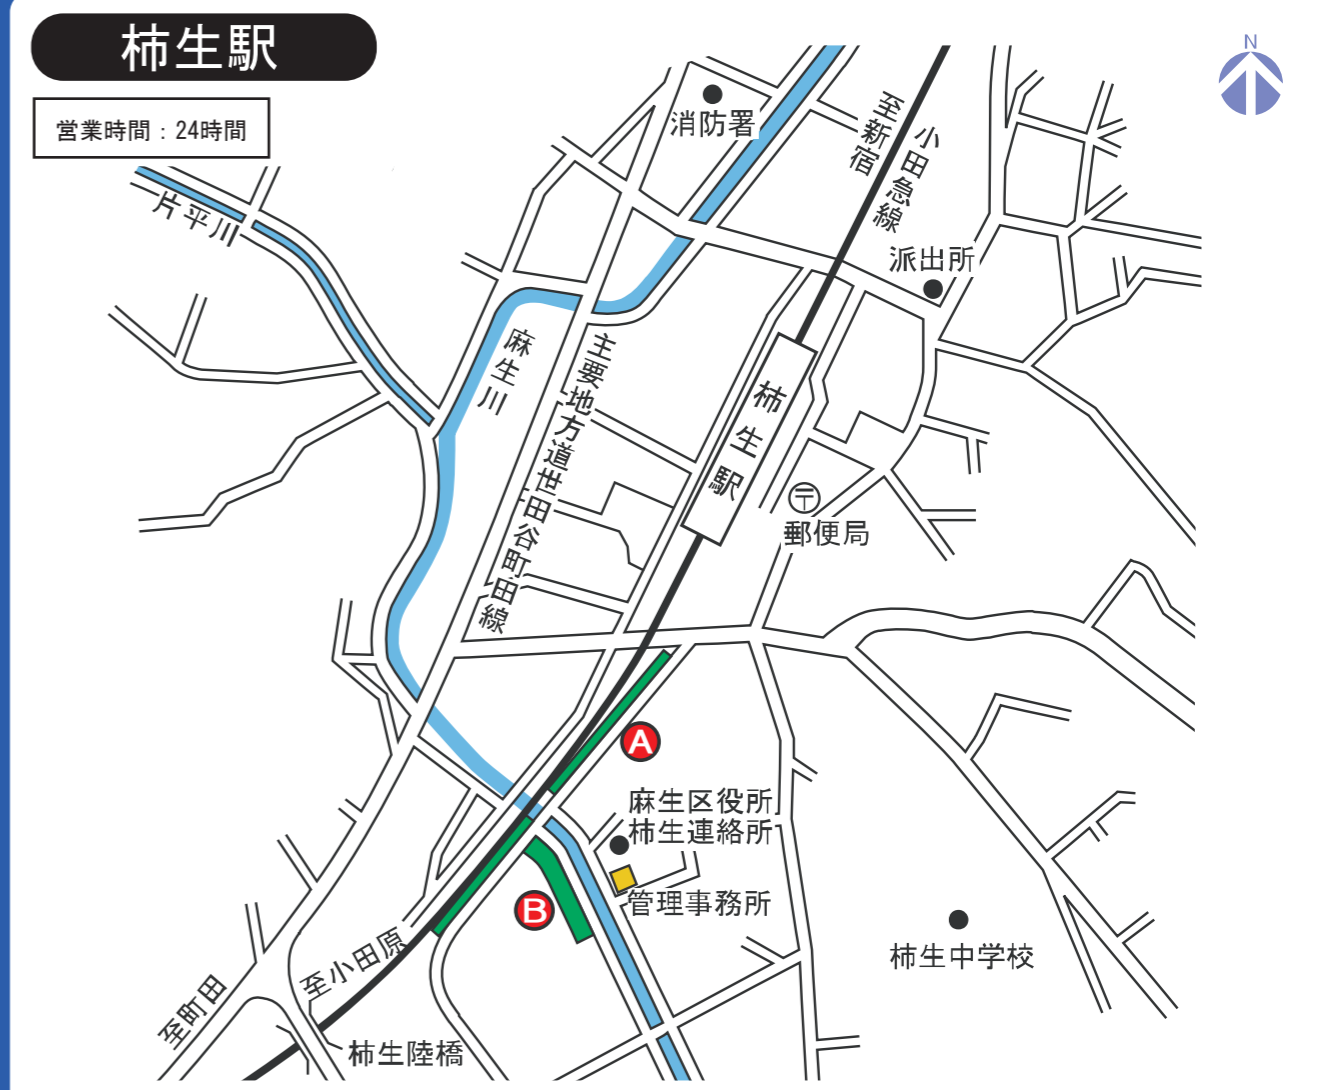 柿生駅
営業時間：24時間
N
消防署
至新宿
小田急線
片平川
派出所
麻生川
主要地方道世田谷町田線
柿生駅
〒
郵便局
A
麻生区役所
柿生連絡所
管理事務所
B
柿生中学校
至小田原
至町田
柿生陸橋